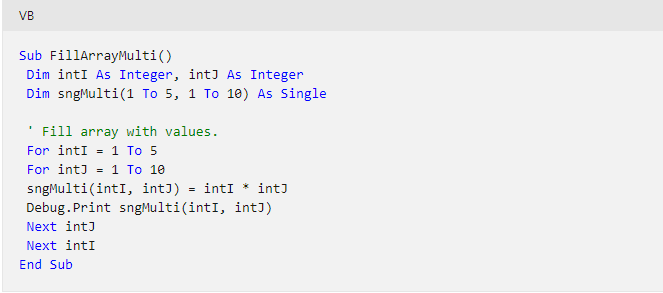 VB
Sub FillArrayMulti()
Dim intI As Integer, intJ As Integer
Dim sngMulti(1 To 5, 1 To 10) As Single
' Fill array with values.
For intI = 1 To 5
For intJ = 1 To 10
sngMulti(intI, intJ) = intI * intJ
Debug.Print sngMulti(intI, intJ)
Next intJ
Next intI
End Sub